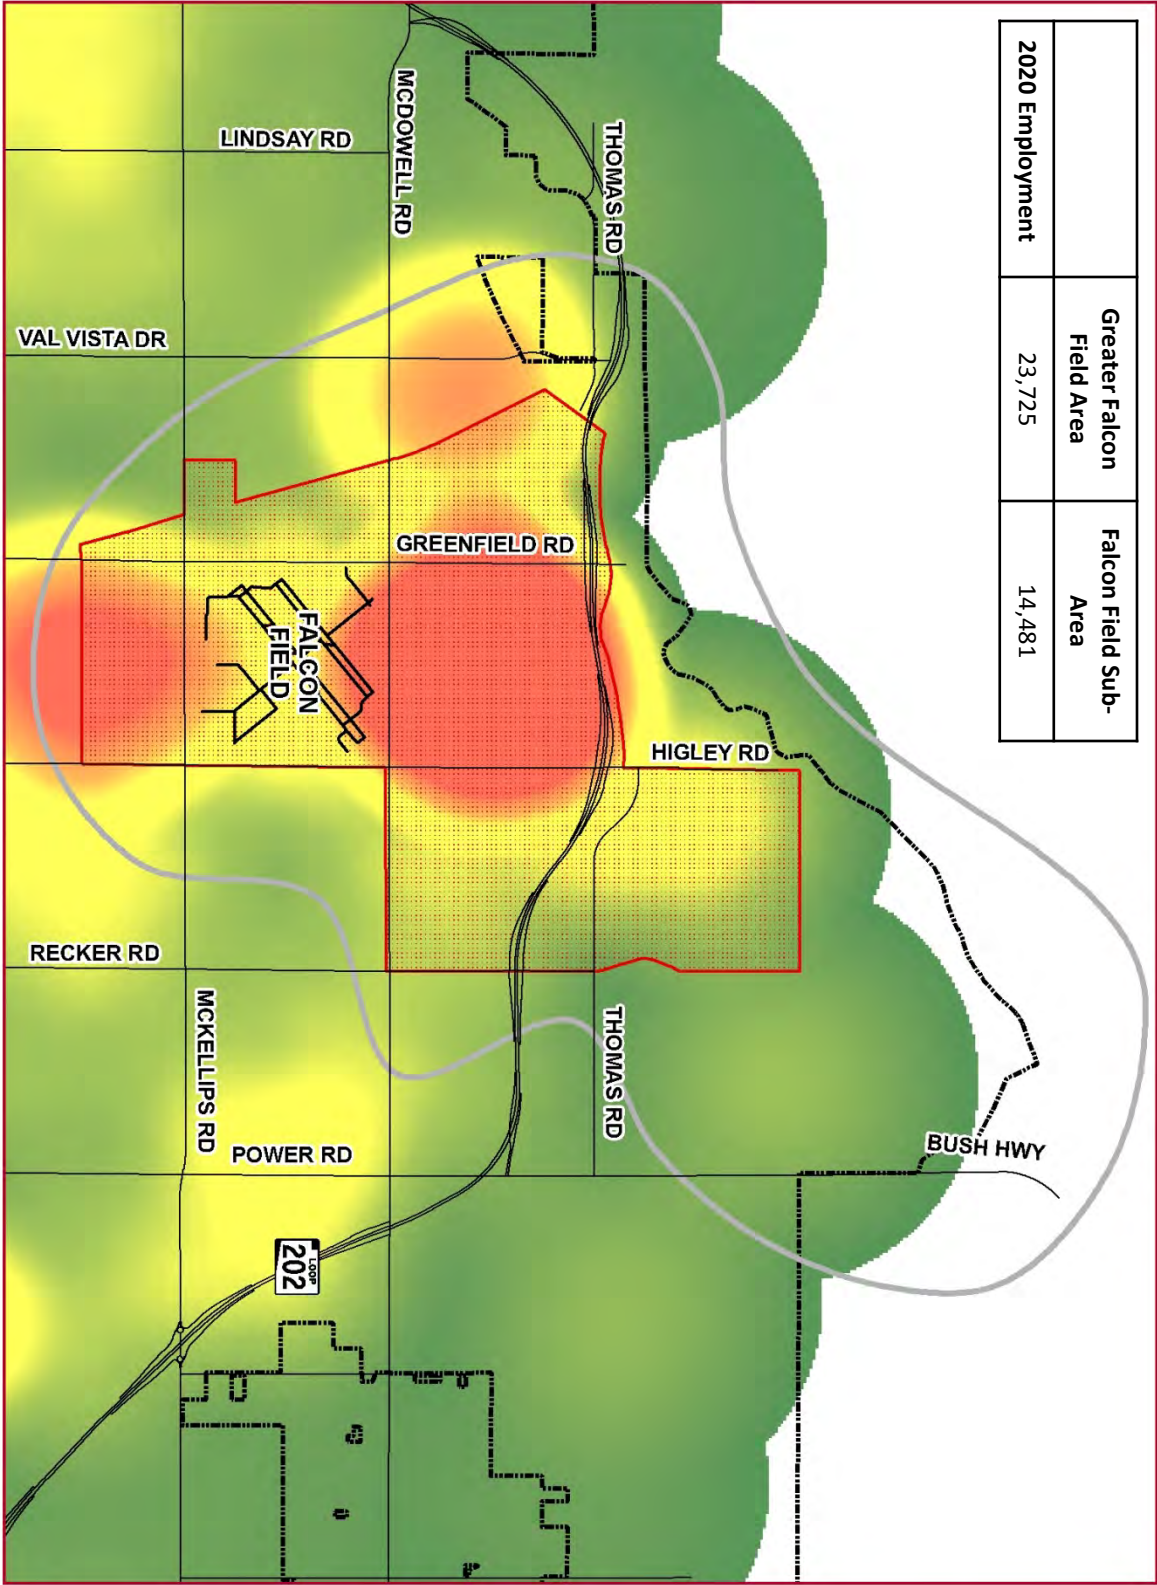 Greater Falcon
Field Area
Falcon Field Sub-
Area
2020 Employment
23,725
14,481
LINDSAY RD
MCDOWELL RD
THOMAS RD
VAL VISTA DR
GREENFIELD RD
FALCON
FIELD
HIGLEY RD
RECKER RD
MCKELLIPS RD
THOMAS RD
POWER RD
BUSH HWY
LOOP
202